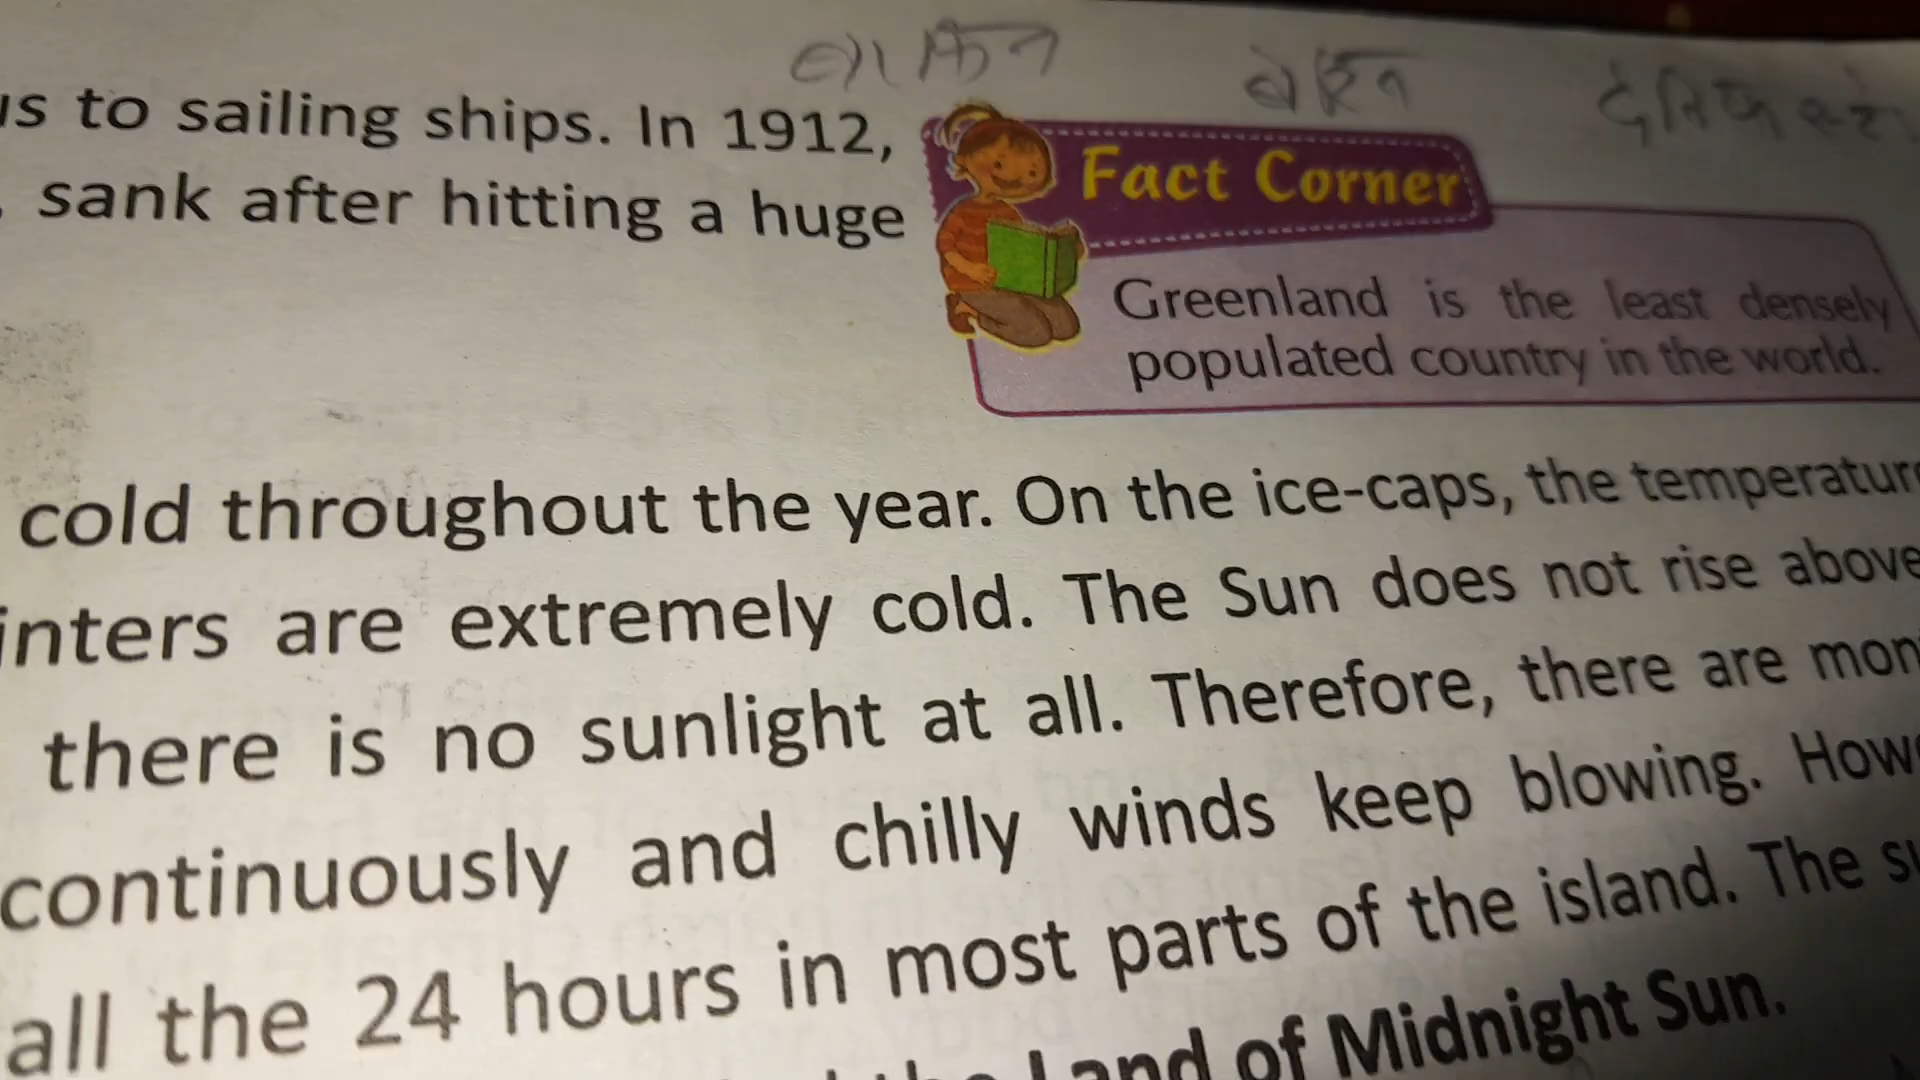 us to sailing ships. In 1912,
sank after hitting a huge
Fact Corner
Greenland is the least densely
populated country in the world.
cold throughout the year. On the ice-caps, the temperature
inters are extremely cold. The Sun does not rise above
there is no sunlight at all. Therefore, there are mon
continuously and chilly winds keep blowing. How
all the 24 hours in most parts of the island. The su
Land of Midnight Sun.